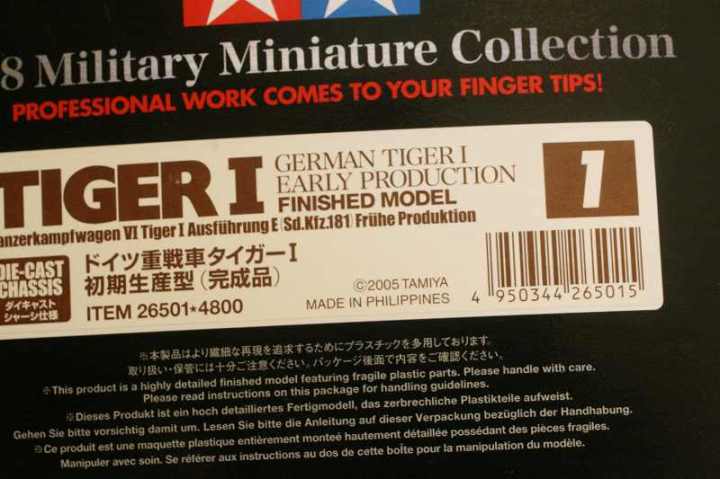 8 Military Miniature Collection
PROFESSIONAL WORK COMES TO YOUR FINGER TIPS!
TIGER I
GERMAN TIGER I
EARLY PRODUCTION
FINISHED MODEL
1
anzerkampfwagen VI Tiger I Ausführung E (Sd.Kfz.181) Frühe Produktion
DIE-CAST
CHASSIS
ダイキャスト
シャーシ仕様
ドイツ重戦車タイガーI
初期生産型(完成品)
ITEM 26501*4800
©2005 TAMIYA
MADE IN PHILIPPINES
4 950344 265015
※本製品はより繊細な再現を追求するためにプラスチックを多用しております。
取り扱い・保管には十分ご注意ください。パッケージ後面で内容をご確認ください。
※This product is a highly detailed finished model featuring fragile plastic parts. Please handle with care.
Please read instructions on this package for handling guidelines.
※Dieses Produkt ist ein hoch detailliertes Fertigmodell, das zerbrechliche Plastikteile aufweist.
Gehen Sie bitte vorsichtig damit um. Lesen Sie bitte die Anleitung auf dieser Verpackung bezüglich der Handhabung.
※Ce produit est une maquette plastique entièrement monteé hautement détaillée possédant des pièces fragiles.
Manipuler avec soin. Se référer aux instructions au dos de cette boîte pour la manipulation du modèle.